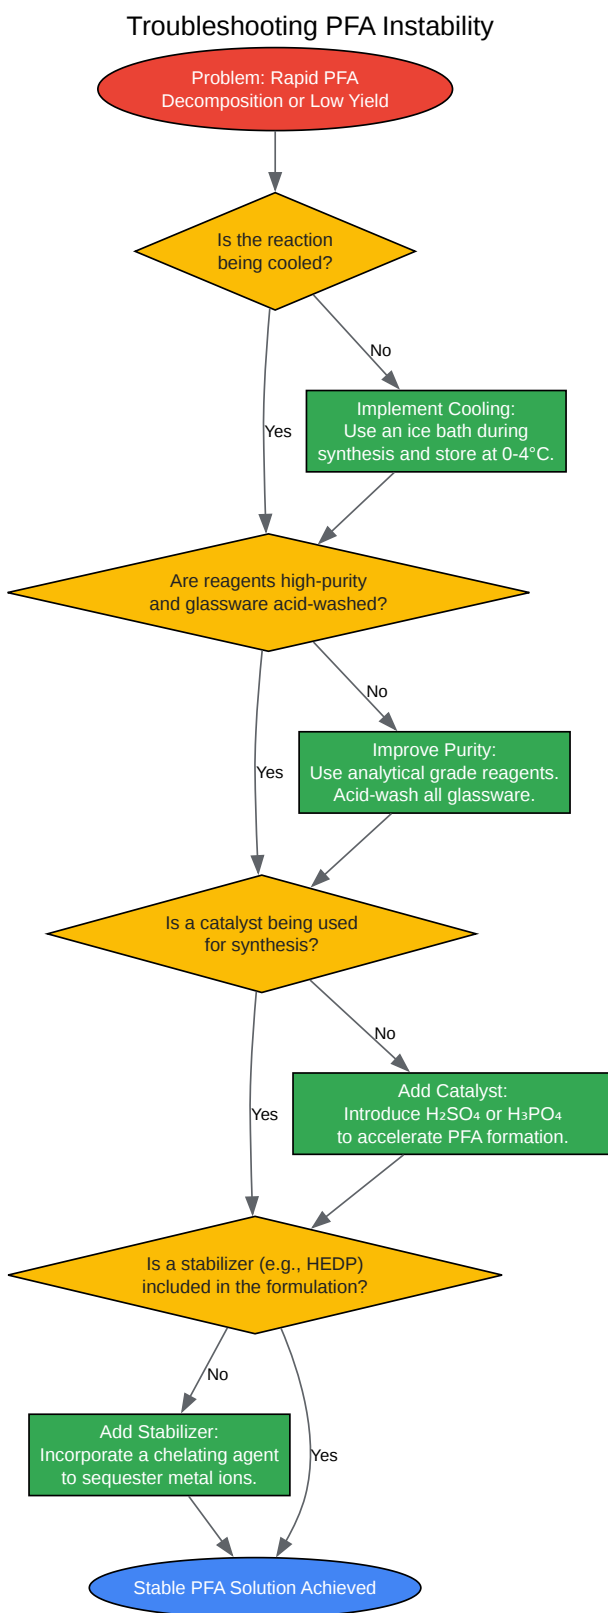 Troubleshooting PFA Instability
Problem: Rapid PFA
Decomposition or Low Yield
Is the reaction
being cooled?
No
Implement Cooling:
Use an ice bath during
synthesis and store at 0-4°C.
Yes
Are reagents high-purity
and glassware acid-washed?
No
Improve Purity:
Use analytical grade reagents.
Acid-wash all glassware.
Yes
Is a catalyst being used
for synthesis?
No
Add Catalyst:
Introduce H₂SO₄ or H₃PO₄
to accelerate PFA formation.
Yes
Is a stabilizer (e.g., HEDP)
included in the formulation?
No
Add Stabilizer:
Incorporate a chelating agent
to sequester metal ions.
Yes
Stable PFA Solution Achieved